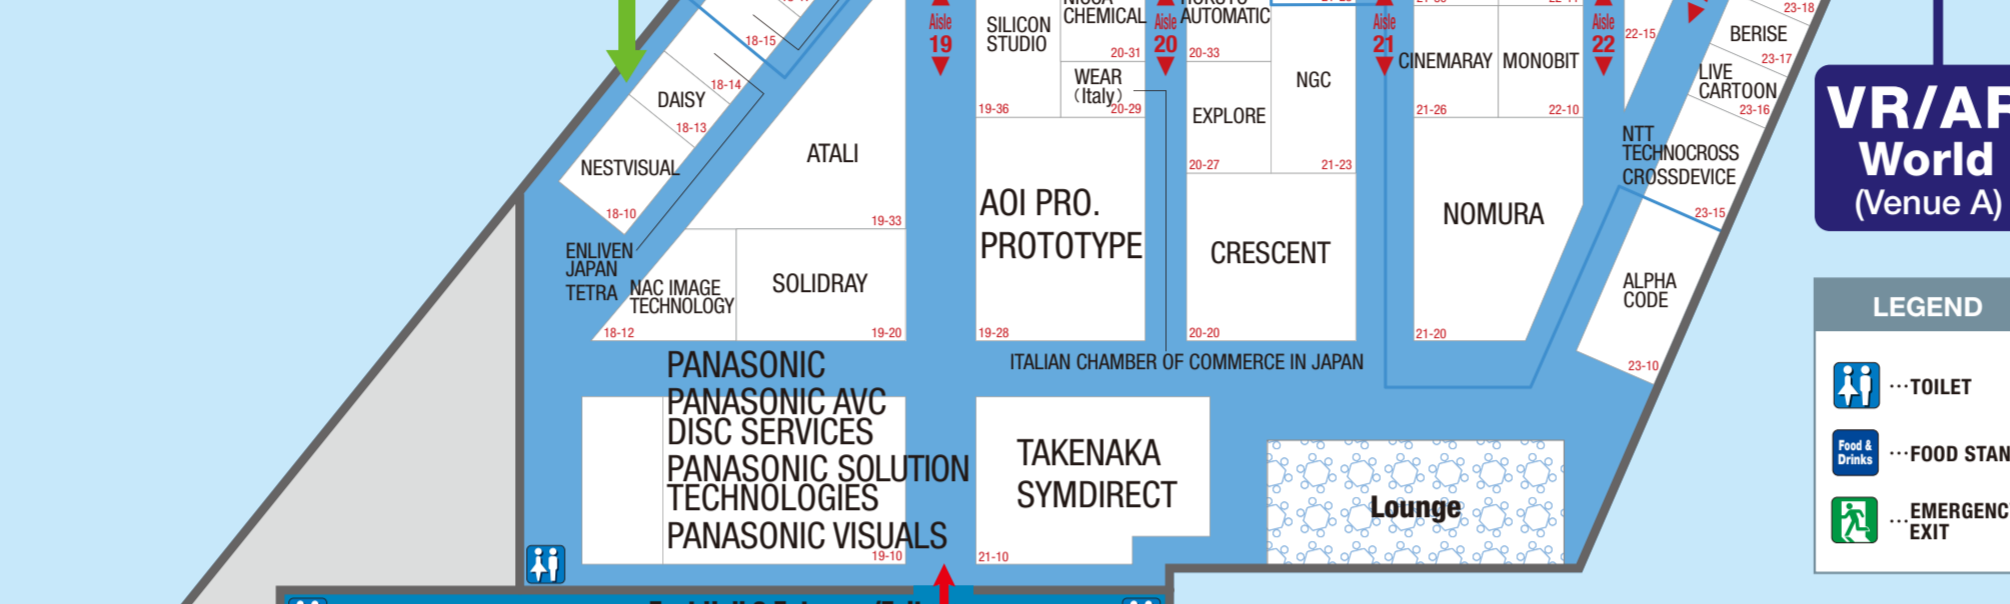 18-15
18-14
DAISY
18-13
NESTVISUAL
18-10
ENLIVEN
JAPAN
TETRA
ATALI
19-33
NAC IMAGE
TECHNOLOGY
18-12
SOLIDRAY
19-20
Aisle
19
SILICON
STUDIO
19-36
CHEMICAL
20-31
WEAR
(Italy)
20-29
AOI PRO.
PROTOTYPE
19-28
Aisle
20
AUTOMATIC
20-33
EXPLORE
20-27
NGC
21-23
CRESCENT
20-20
ITALIAN CHAMBER OF COMMERCE IN JAPAN
Aisle
21
CINEMARAY
21-26
MONOBIT
22-10
NOMURA
21-20
Aisle
22
22-15
23-18
BERISE
23-17
LIVE
CARTOON
23-16
NTT
TECHNOCROSS
CROSSDEVICE
23-15
ALPHA
CODE
23-10
PANASONIC
PANASONIC AVC
DISC SERVICES
PANASONIC SOLUTION
TECHNOLOGIES
PANASONIC VISUALS
19-10
TAKENAKA
SYMDIRECT
21-10
Lounge
VR/AR
World
(Venue A)
LEGEND
…TOILET
Food &
Drinks
…FOOD STAN
…EMERGENC
EXIT